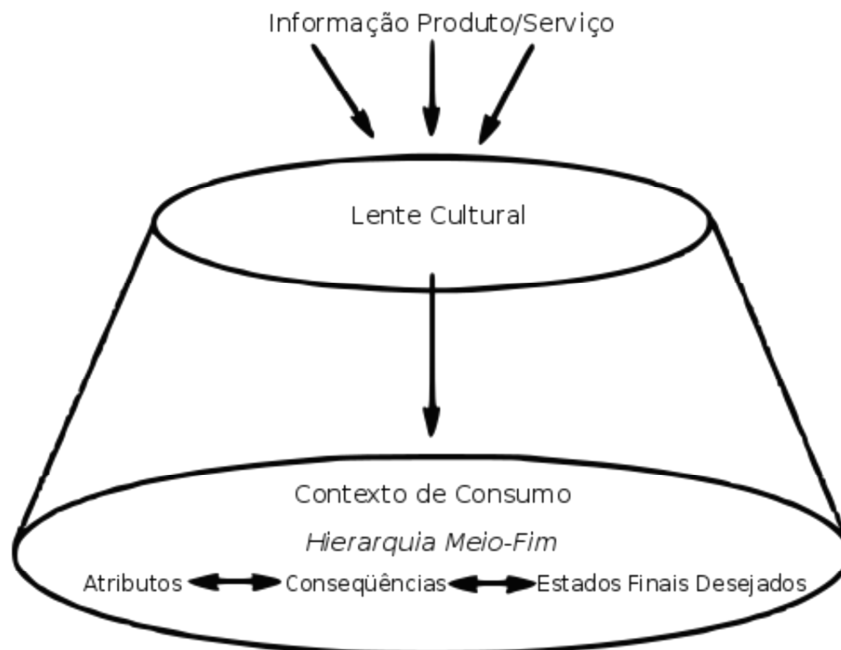 Informação Produto/Serviço
Lente Cultural
Contexto de Consumo
Hierarquia Meio-Fim
Atributos Conseqüências Estados Finais Desejados